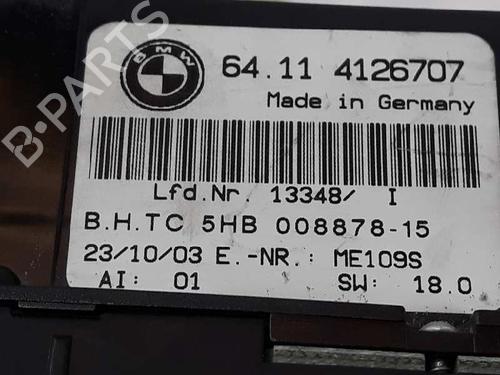 BMW
64.11 4126707
Made in Germany
Lfd.Nr. 13348/ I
B.H.TC 5HB 008878-15
23/10/03 E.-NR.: ME109S
AI: 01 SW: 18.0
B-PARTS